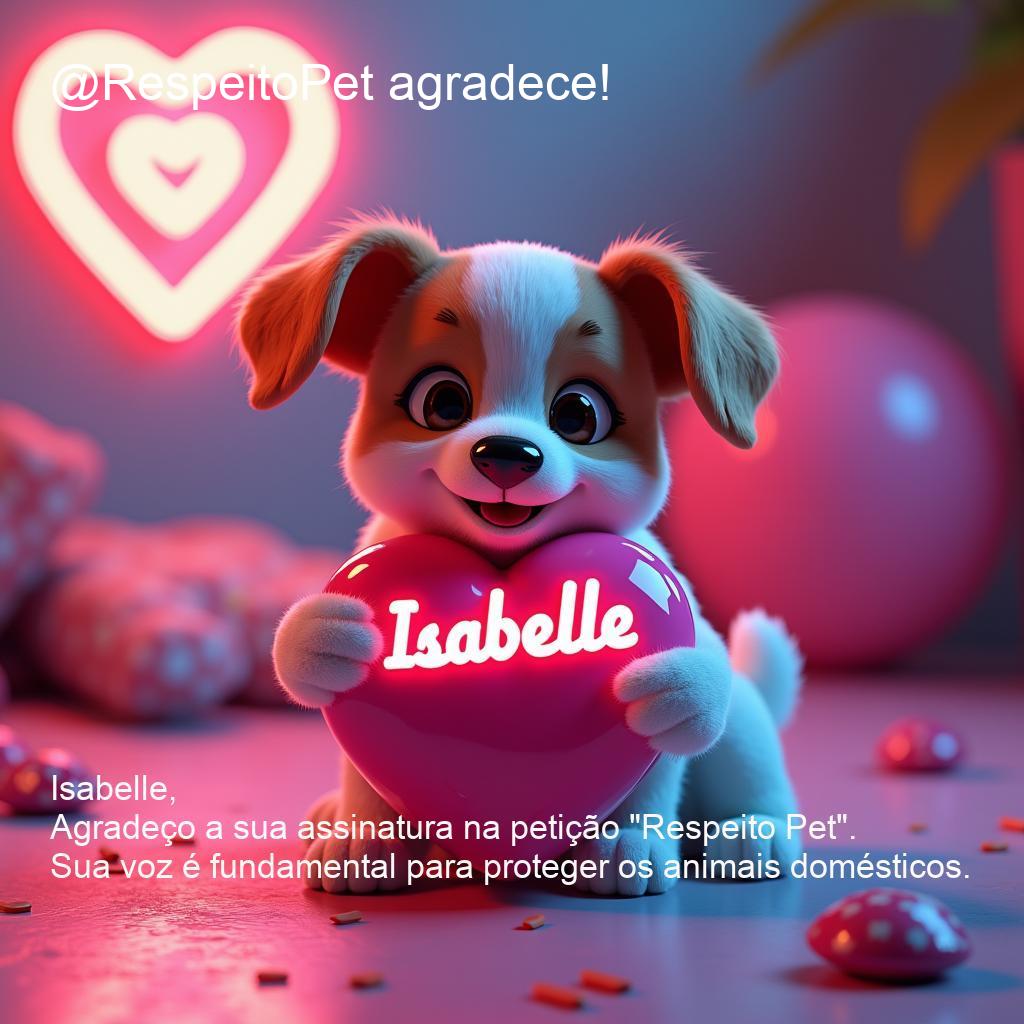 @RespeitoPet agradece!
Isabelle
Isabelle,
Agradeço a sua assinatura na petição "Respeito Pet".
Sua voz é fundamental para proteger os animais domésticos.